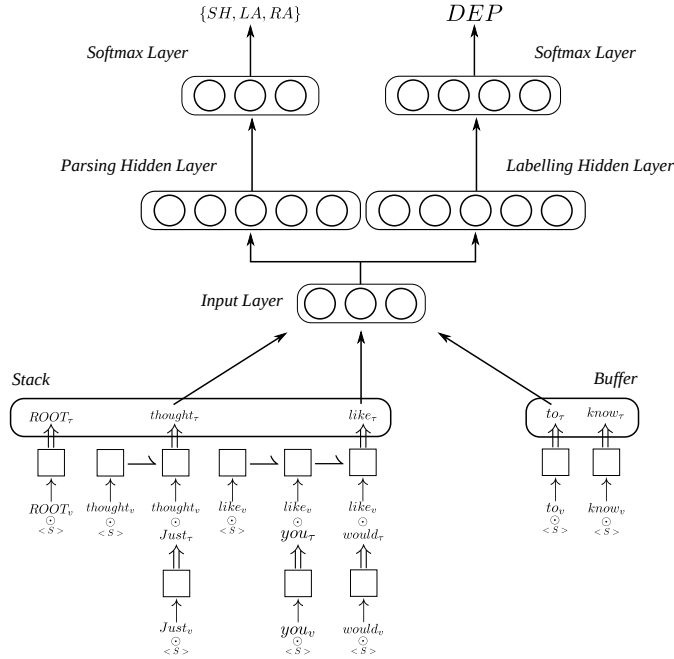 {SH, LA, RA} DEP
Softmax Layer Softmax Layer
Parsing Hidden Layer Labelling Hidden Layer
Input Layer
Stack Buffer
ROOT_τ thought_τ like_τ to_τ know_τ
ROOT_v thought_v thought_v like_v like_v like_v to_v know_v
⊙ ⊙ ⊙ ⊙ ⊙ ⊙ ⊙ ⊙
<S> <S> Just_τ <S> you_τ would_τ <S> <S>
Just_v you_v would_v
⊙ ⊙ ⊙
<S> <S> <S>